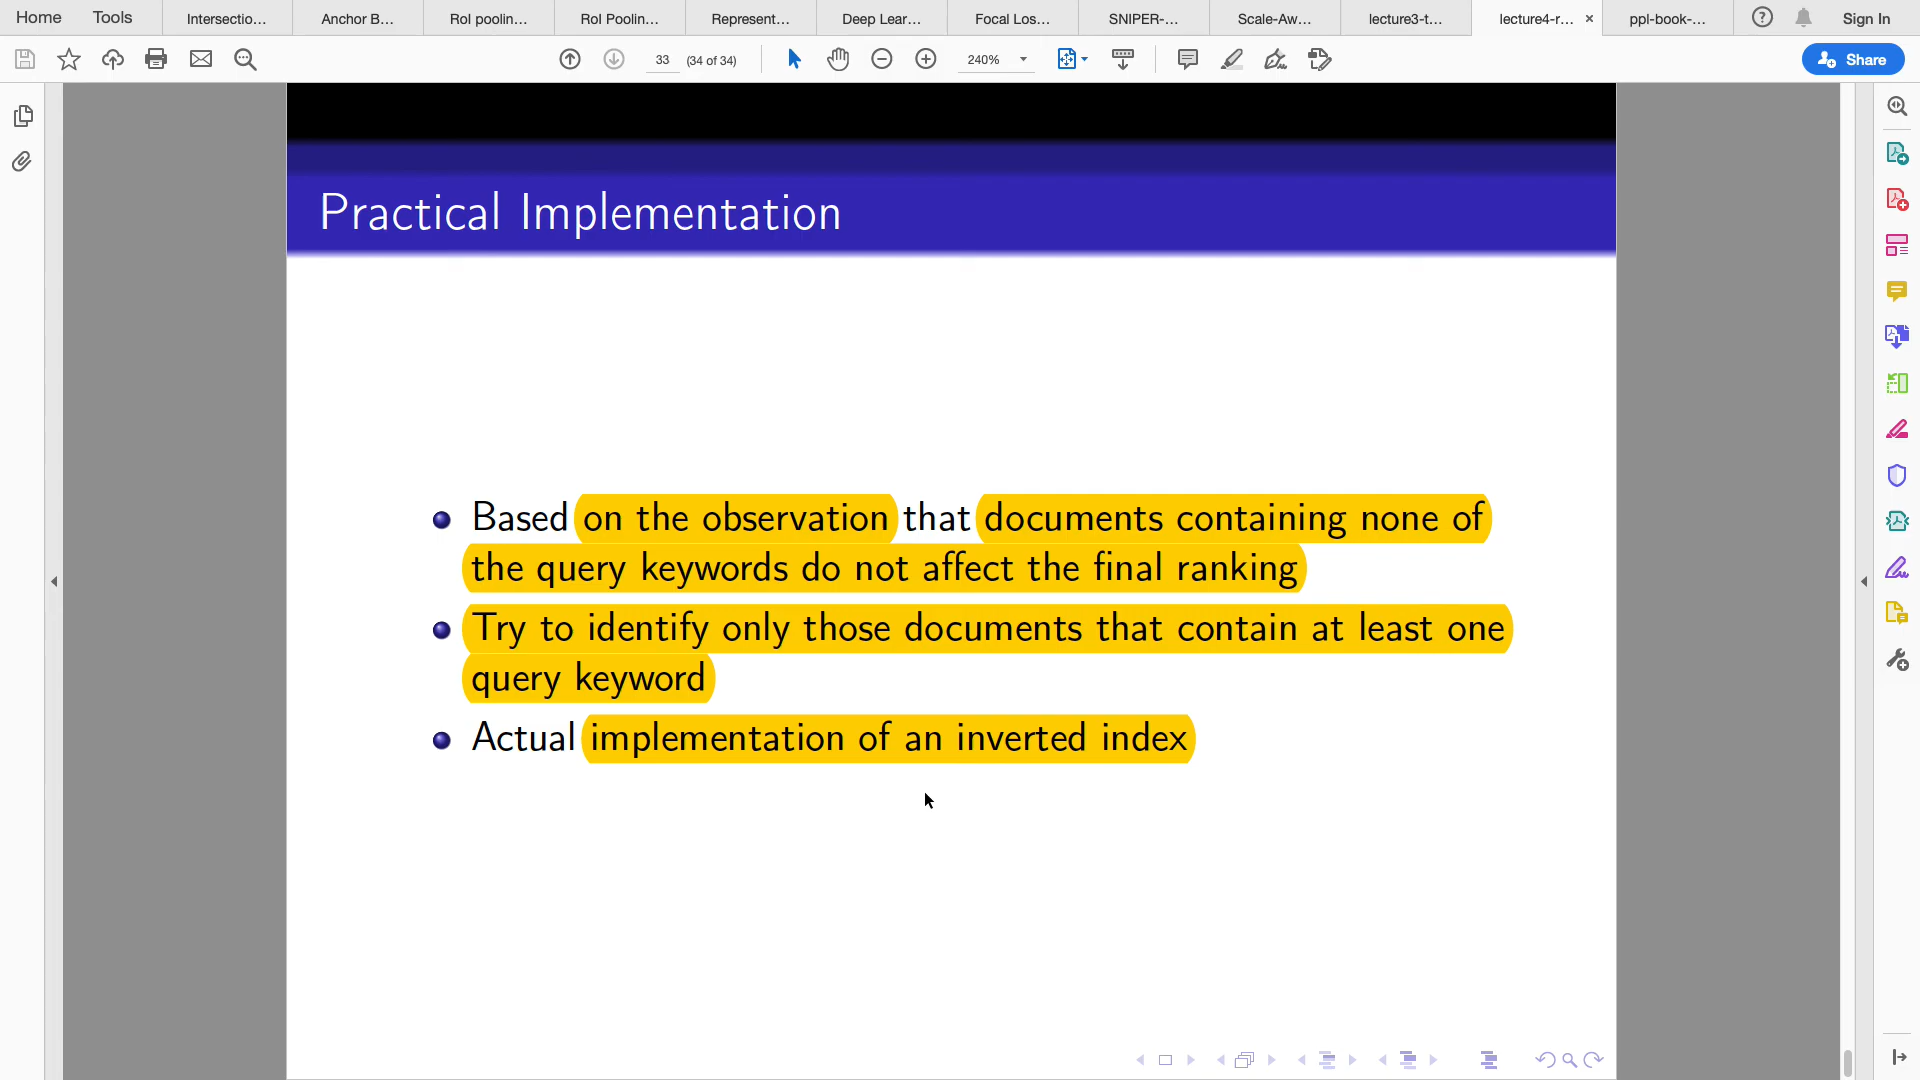 Home Tools Intersectio... Anchor B... RoI poolin... RoI Poolin... Represent... Deep Lear... Focal Los... SNIPER-... Scale-Aw... lecture3-t... lecture4-r... × ppl-book-... Sign In
33 (34 of 34) 240% Share
Practical Implementation
Based on the observation that documents containing none of
the query keywords do not affect the final ranking
Try to identify only those documents that contain at least one
query keyword
Actual implementation of an inverted index